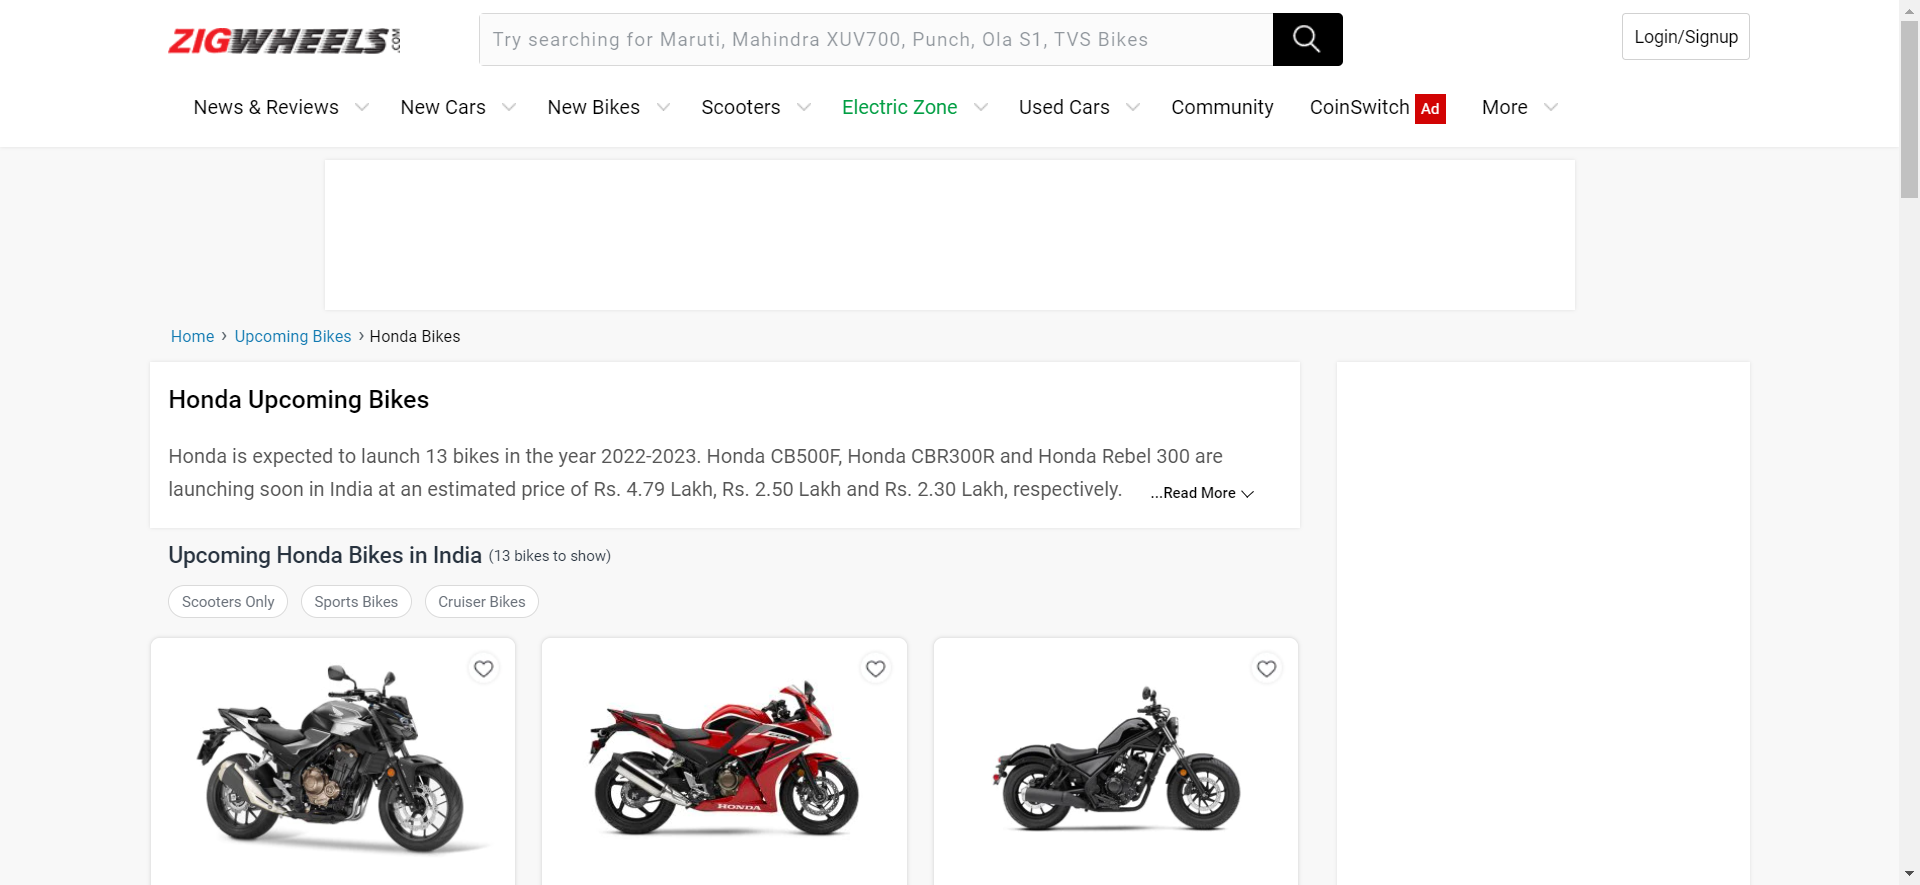 ZIGWHEELS.COM
Try searching for Maruti, Mahindra XUV700, Punch, Ola S1, TVS Bikes
Login/Signup
News & Reviews
New Cars
New Bikes
Scooters
Electric Zone
Used Cars
Community
CoinSwitch Ad
More
Home › Upcoming Bikes › Honda Bikes
Honda Upcoming Bikes
Honda is expected to launch 13 bikes in the year 2022-2023. Honda CB500F, Honda CBR300R and Honda Rebel 300 are
launching soon in India at an estimated price of Rs. 4.79 Lakh, Rs. 2.50 Lakh and Rs. 2.30 Lakh, respectively. ...Read More
Upcoming Honda Bikes in India (13 bikes to show)
Scooters Only
Sports Bikes
Cruiser Bikes
HONDA